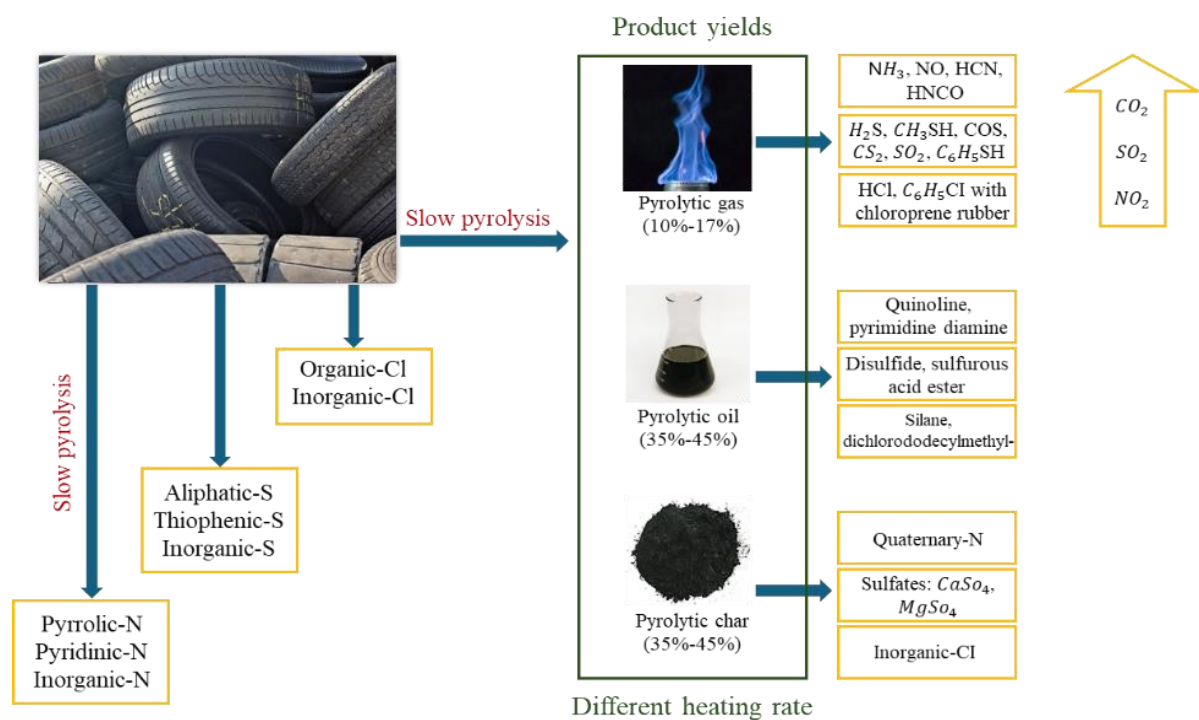 Product yields
Slow pyrolysis
Slow pyrolysis
Organic-Cl
Inorganic-Cl
Aliphatic-S
Thiophenic-S
Inorganic-S
Pyrrolic-N
Pyridinic-N
Inorganic-N
Pyrolytic gas
(10%-17%)
NH₃, NO, HCN,
HNCO
H₂S, CH₃SH, COS,
CS₂, SO₂, C₆H₅SH
HCl, C₆H₅CI with
chloroprene rubber
CO₂
SO₂
NO₂
Pyrolytic oil
(35%-45%)
Quinoline,
pyrimidine diamine
Disulfide, sulfurous
acid ester
Silane,
dichlorododecylmethyl-
Pyrolytic char
(35%-45%)
Quaternary-N
Sulfates: CaSo₄,
MgSo₄
Inorganic-CI
Different heating rate